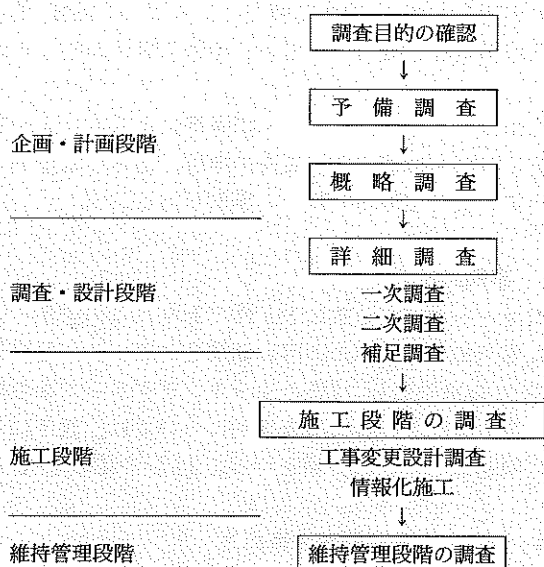 調査目的の確認
↓
予備調査
企画・計画段階
↓
概略調査
↓
詳細調査
調査・設計段階
一次調査
二次調査
補足調査
↓
施工段階の調査
施工段階
工事変更設計調査
情報化施工
↓
維持管理段階
維持管理段階の調査